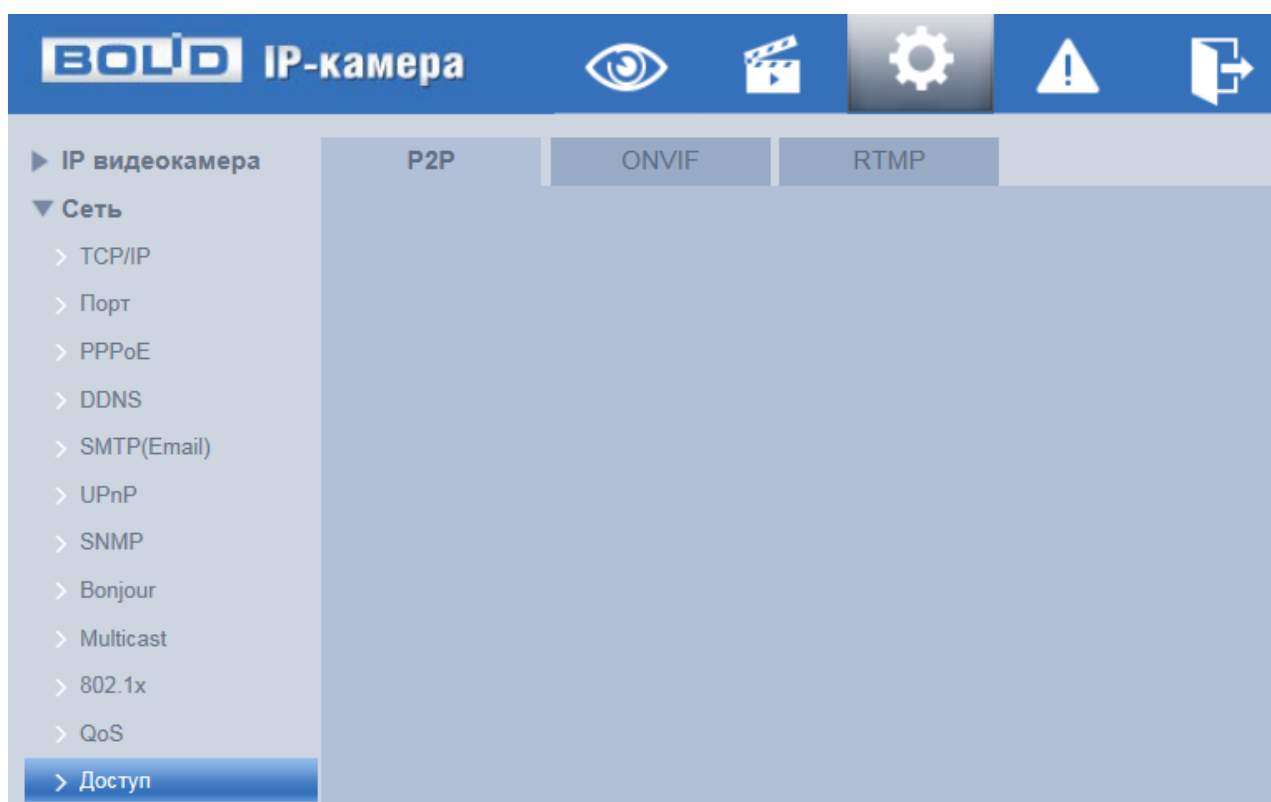 BOLID IP-камера
IP видеокамера
P2P
ONVIF
RTMP
Сеть
TCP/IP
Порт
PPPoE
DDNS
SMTP(Email)
UPnP
SNMP
Bonjour
Multicast
802.1x
QoS
Доступ